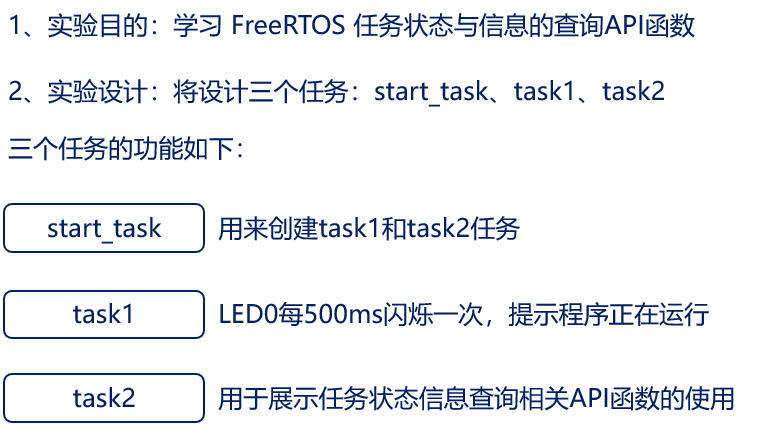 1、实验目的：学习 FreeRTOS 任务状态与信息的查询API函数
2、实验设计：将设计三个任务：start_task、task1、task2
三个任务的功能如下：
start_task 用来创建task1和task2任务
task1 LED0每500ms闪烁一次，提示程序正在运行
task2 用于展示任务状态信息查询相关API函数的使用